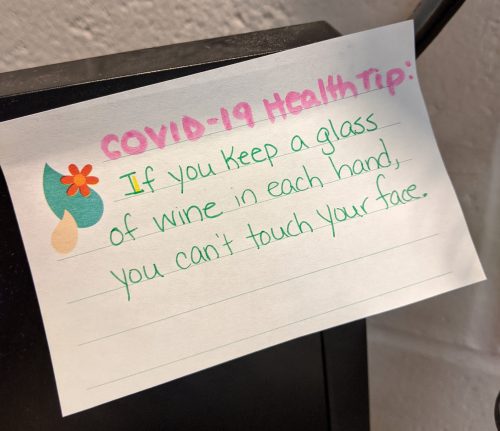 COVID-19 Health Tip:
If you keep a glass
of wine in each hand,
you can't touch your face.